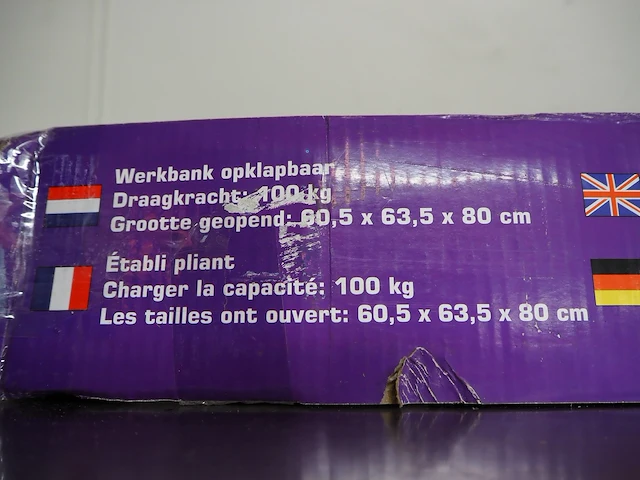 Werkbank opklapbaar
Draagkracht: 100 kg
Grootte geopend: 60,5 x 63,5 x 80 cm
Établi pliant
Charger la capacité: 100 kg
Les tailles ont ouvert: 60,5 x 63,5 x 80 cm